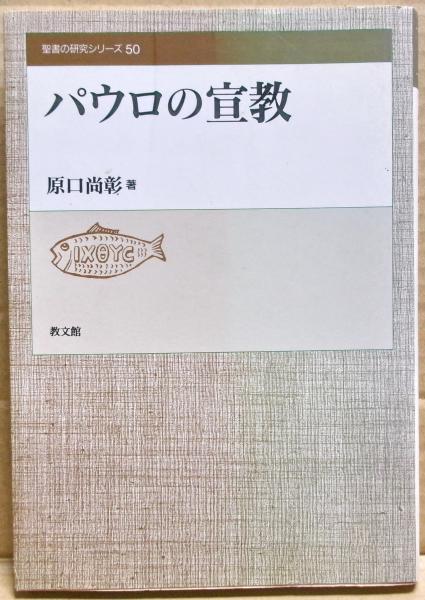 聖書の研究シリーズ 50
パウロの宣教
原口尚彰 著
ΙΧΘΥС
教文館